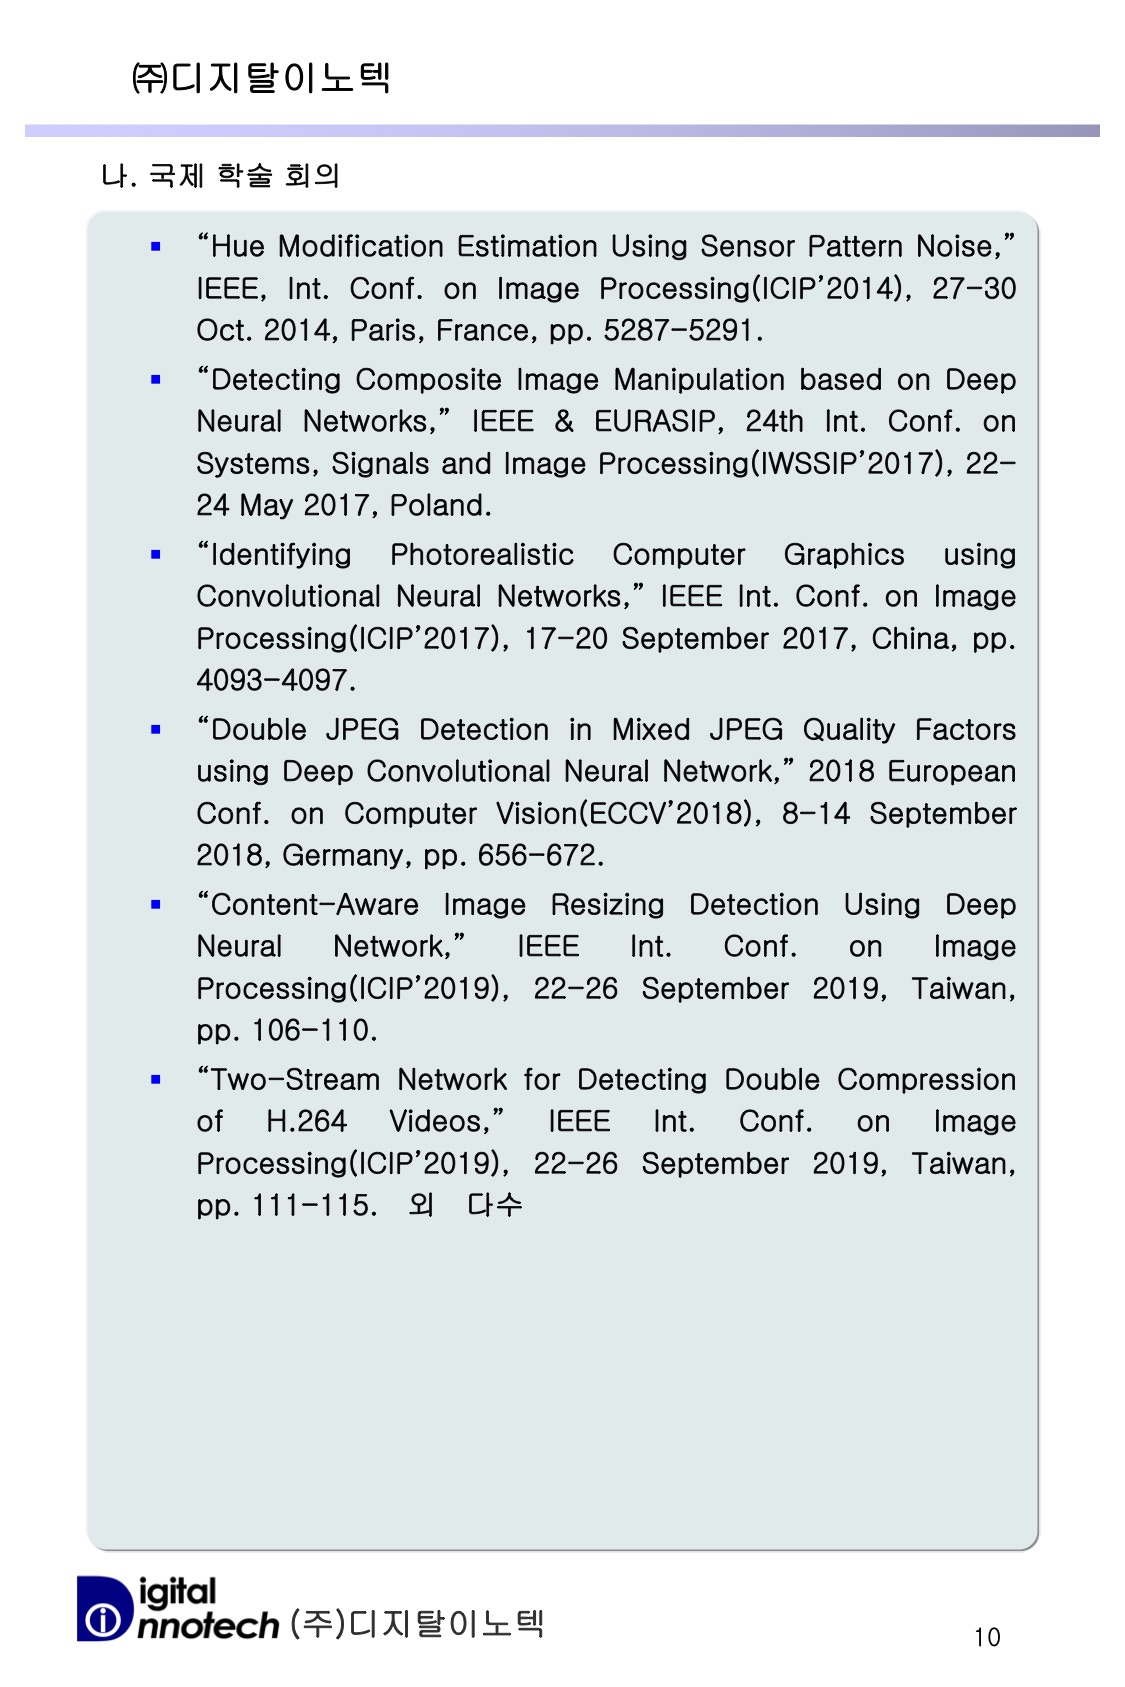 ㈜디지탈이노텍
나. 국제 학술 회의
▪ “Hue Modification Estimation Using Sensor Pattern Noise,”
IEEE, Int. Conf. on Image Processing(ICIP’2014), 27-30
Oct. 2014, Paris, France, pp. 5287-5291.
▪ “Detecting Composite Image Manipulation based on Deep
Neural Networks,” IEEE & EURASIP, 24th Int. Conf. on
Systems, Signals and Image Processing(IWSSIP’2017), 22-
24 May 2017, Poland.
▪ “Identifying Photorealistic Computer Graphics using
Convolutional Neural Networks,” IEEE Int. Conf. on Image
Processing(ICIP’2017), 17-20 September 2017, China, pp.
4093-4097.
▪ “Double JPEG Detection in Mixed JPEG Quality Factors
using Deep Convolutional Neural Network,” 2018 European
Conf. on Computer Vision(ECCV’2018), 8-14 September
2018, Germany, pp. 656-672.
▪ “Content-Aware Image Resizing Detection Using Deep
Neural Network,” IEEE Int. Conf. on Image
Processing(ICIP’2019), 22-26 September 2019, Taiwan,
pp. 106-110.
▪ “Two-Stream Network for Detecting Double Compression
of H.264 Videos,” IEEE Int. Conf. on Image
Processing(ICIP’2019), 22-26 September 2019, Taiwan,
pp. 111-115. 외 다수
Digital
innotech (주)디지탈이노텍
10